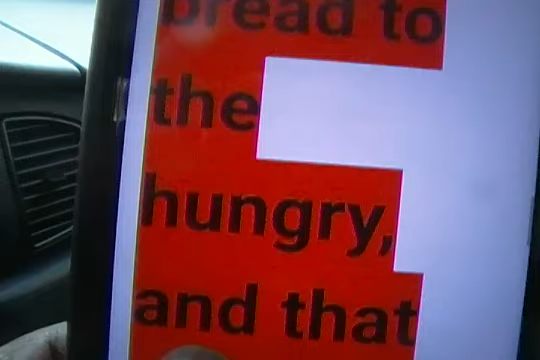 bread to
the
hungry,
and that